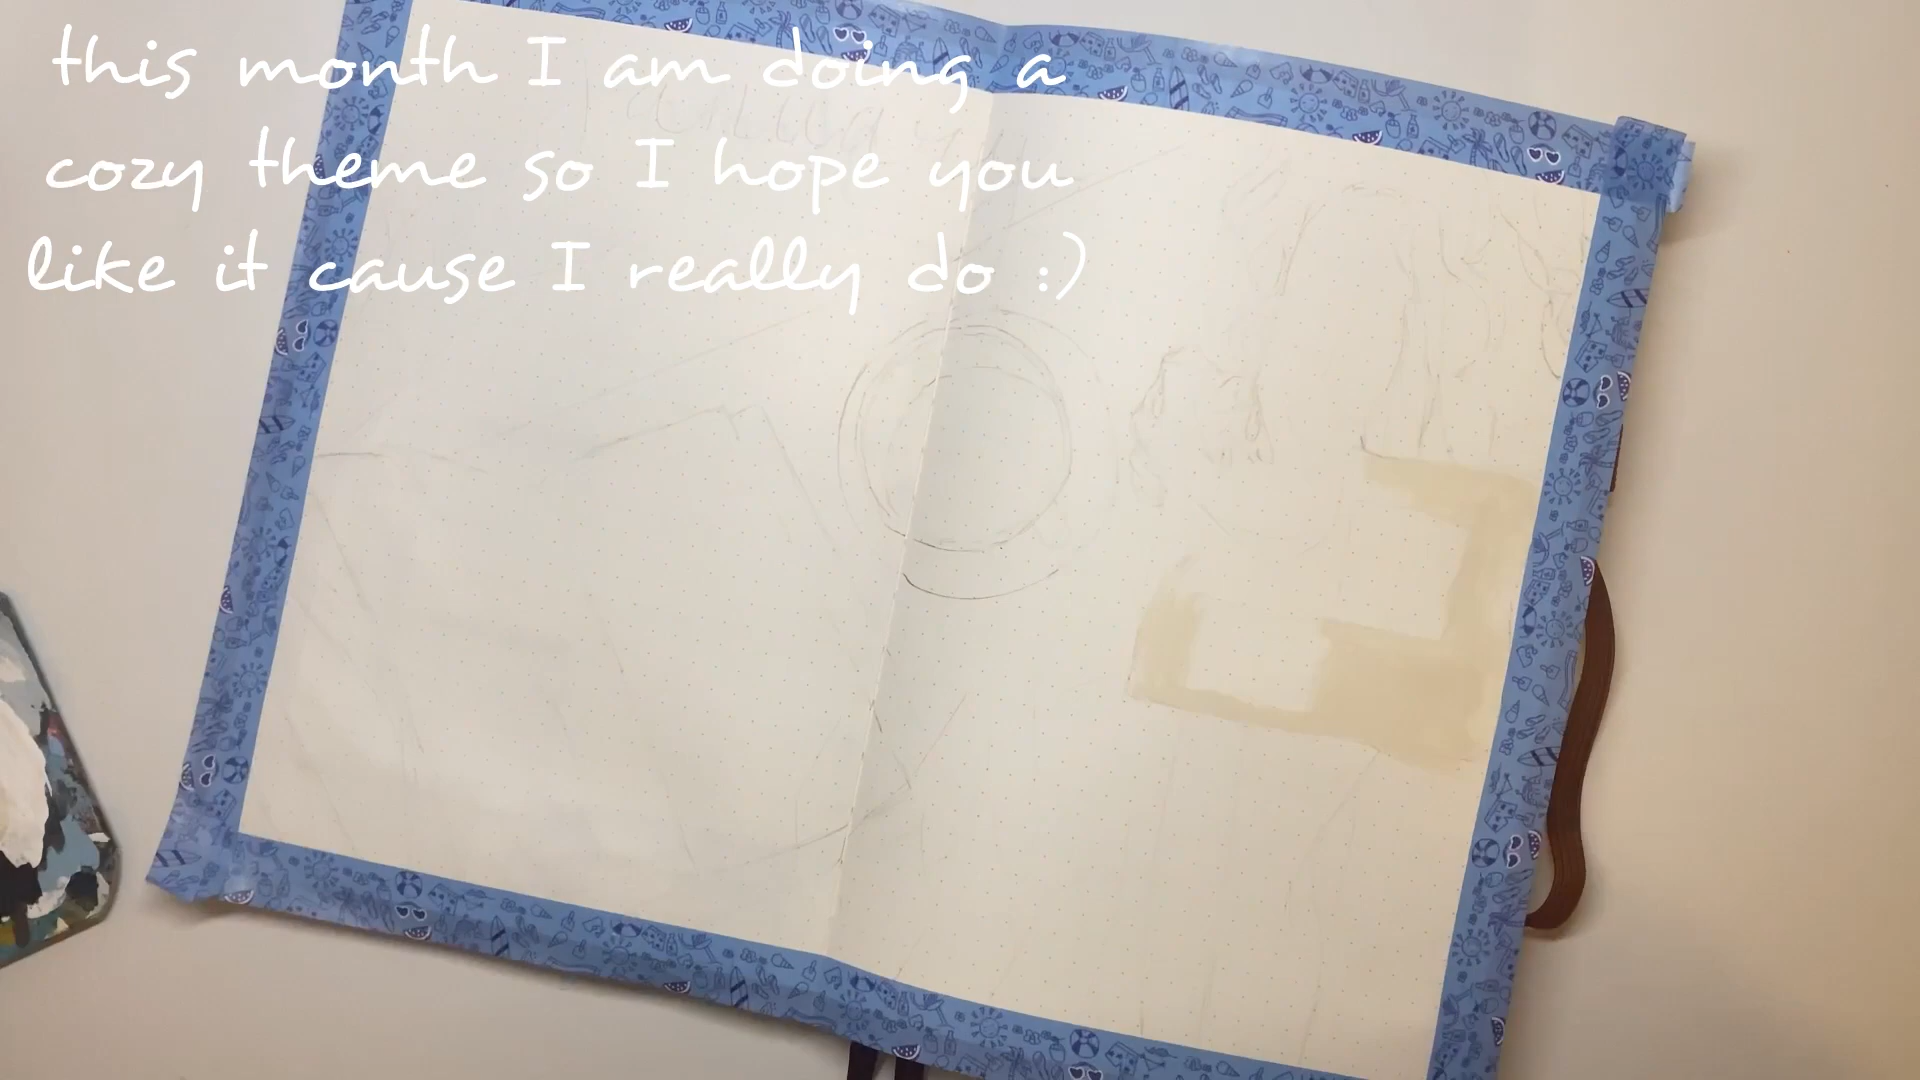 this month I am doing a
cozy theme so I hope you
like it cause I really do :)